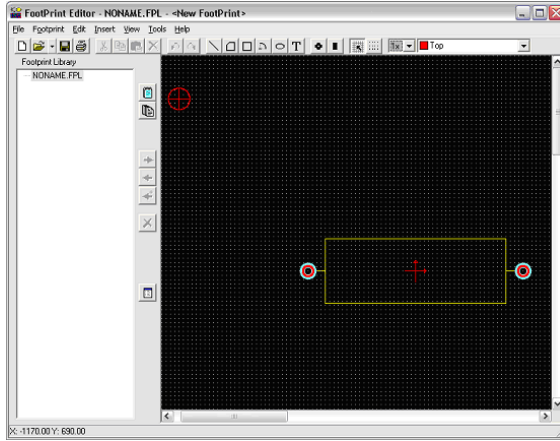 FootPrint Editor - NONAME.FPL - <New FootPrint>
File Footprint Edit Insert View Tools Help
T 1x Top
Footprint Library
NONAME.FPL
X: -1170.00 Y: 690.00